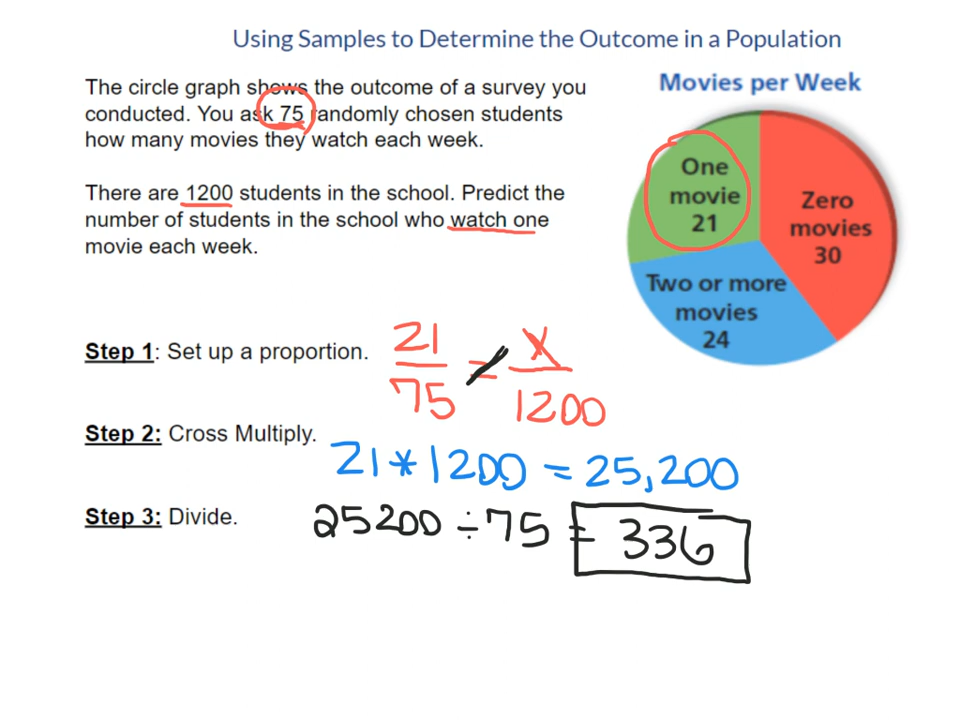 Using Samples to Determine the Outcome in a Population
The circle graph shows the outcome of a survey you
conducted. You ask 75 randomly chosen students
how many movies they watch each week.
There are 1200 students in the school. Predict the
number of students in the school who watch one
movie each week.
Movies per Week
One
movie
21
Zero
movies
30
Two or more
movies
24
Step 1: Set up a proportion.
21/75 = x/1200
Step 2: Cross Multiply.
21 * 1200 = 25,200
Step 3: Divide.
25200 ÷ 75 = 336